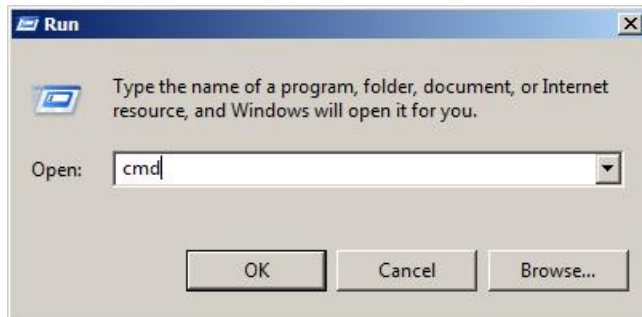 Run
Type the name of a program, folder, document, or Internet
resource, and Windows will open it for you.
Open: cmd
OK Cancel Browse...